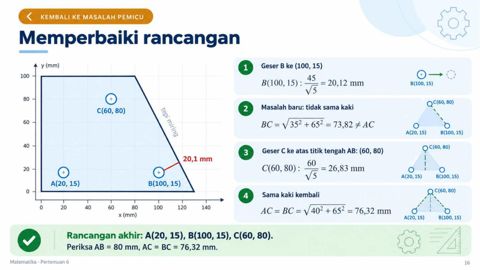 KEMBALI KE MASALAH PEMICU
Memperbaiki rancangan
y (mm)
100
80
60
40
20
0
0 20 40 60 80 100 120 140
x (mm)
C(60, 80)
sisi miring
20,1 mm
A(20, 15)
B(100, 15)
1 Geser B ke (100, 15)
B(100, 15) : 45/√5 = 20,12 mm
B(100, 15)
2 Masalah baru: tidak sama kaki
BC = √35² + 65² = 73,82 ≠ AC
C(60, 80)
A(20, 15) B(100, 15)
3 Geser C ke atas titik tengah AB: (60, 80)
C(60, 80) : 60/√5 = 26,83 mm
C(60, 80)
A(20, 15) B(100, 15)
4 Sama kaki kembali
AC = BC = √40² + 65² = 76,32 mm
C(60, 80)
A(20, 15) B(100, 15)
Rancangan akhir: A(20, 15), B(100, 15), C(60, 80).
Periksa AB = 80 mm, AC = BC = 76,32 mm.
Matematika - Pertemuan 6
16